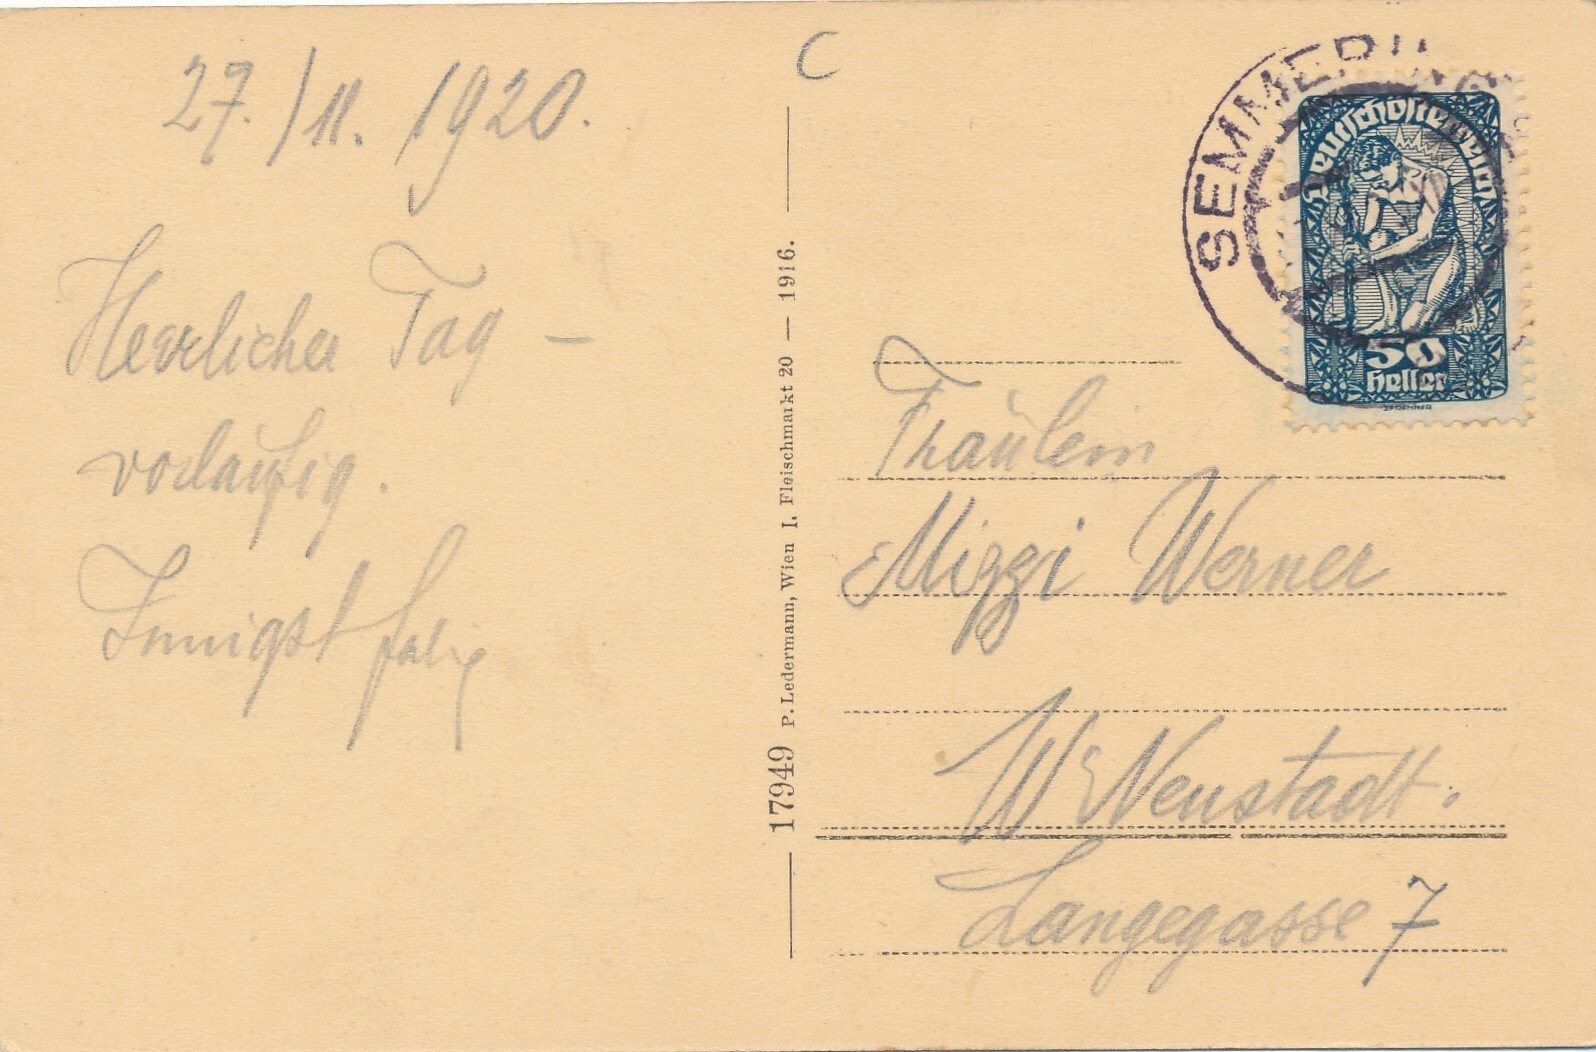 27./11. 1920.
Herrlicher Tag –
vorläufig.
Innigst
C
17949 P. Ledermann, Wien I. Fleischmarkt 20 — 1916.
SEMMERING
Deutschösterreich
50
Heller
Fräulein
Mizzi Werner
W Neustadt.
Langegasse 7